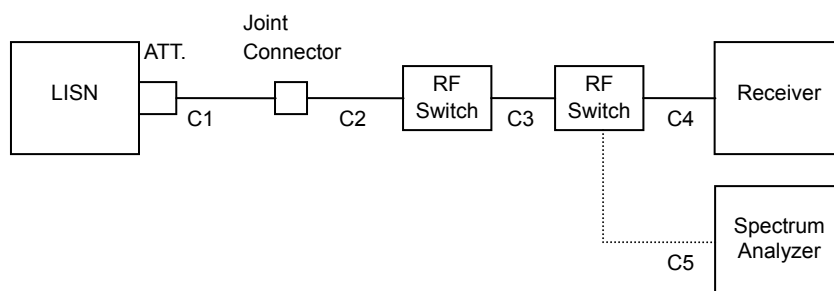 Joint
Connector
ATT.
LISN
C1
C2
RF
Switch
C3
RF
Switch
C4
Receiver
C5
Spectrum
Analyzer